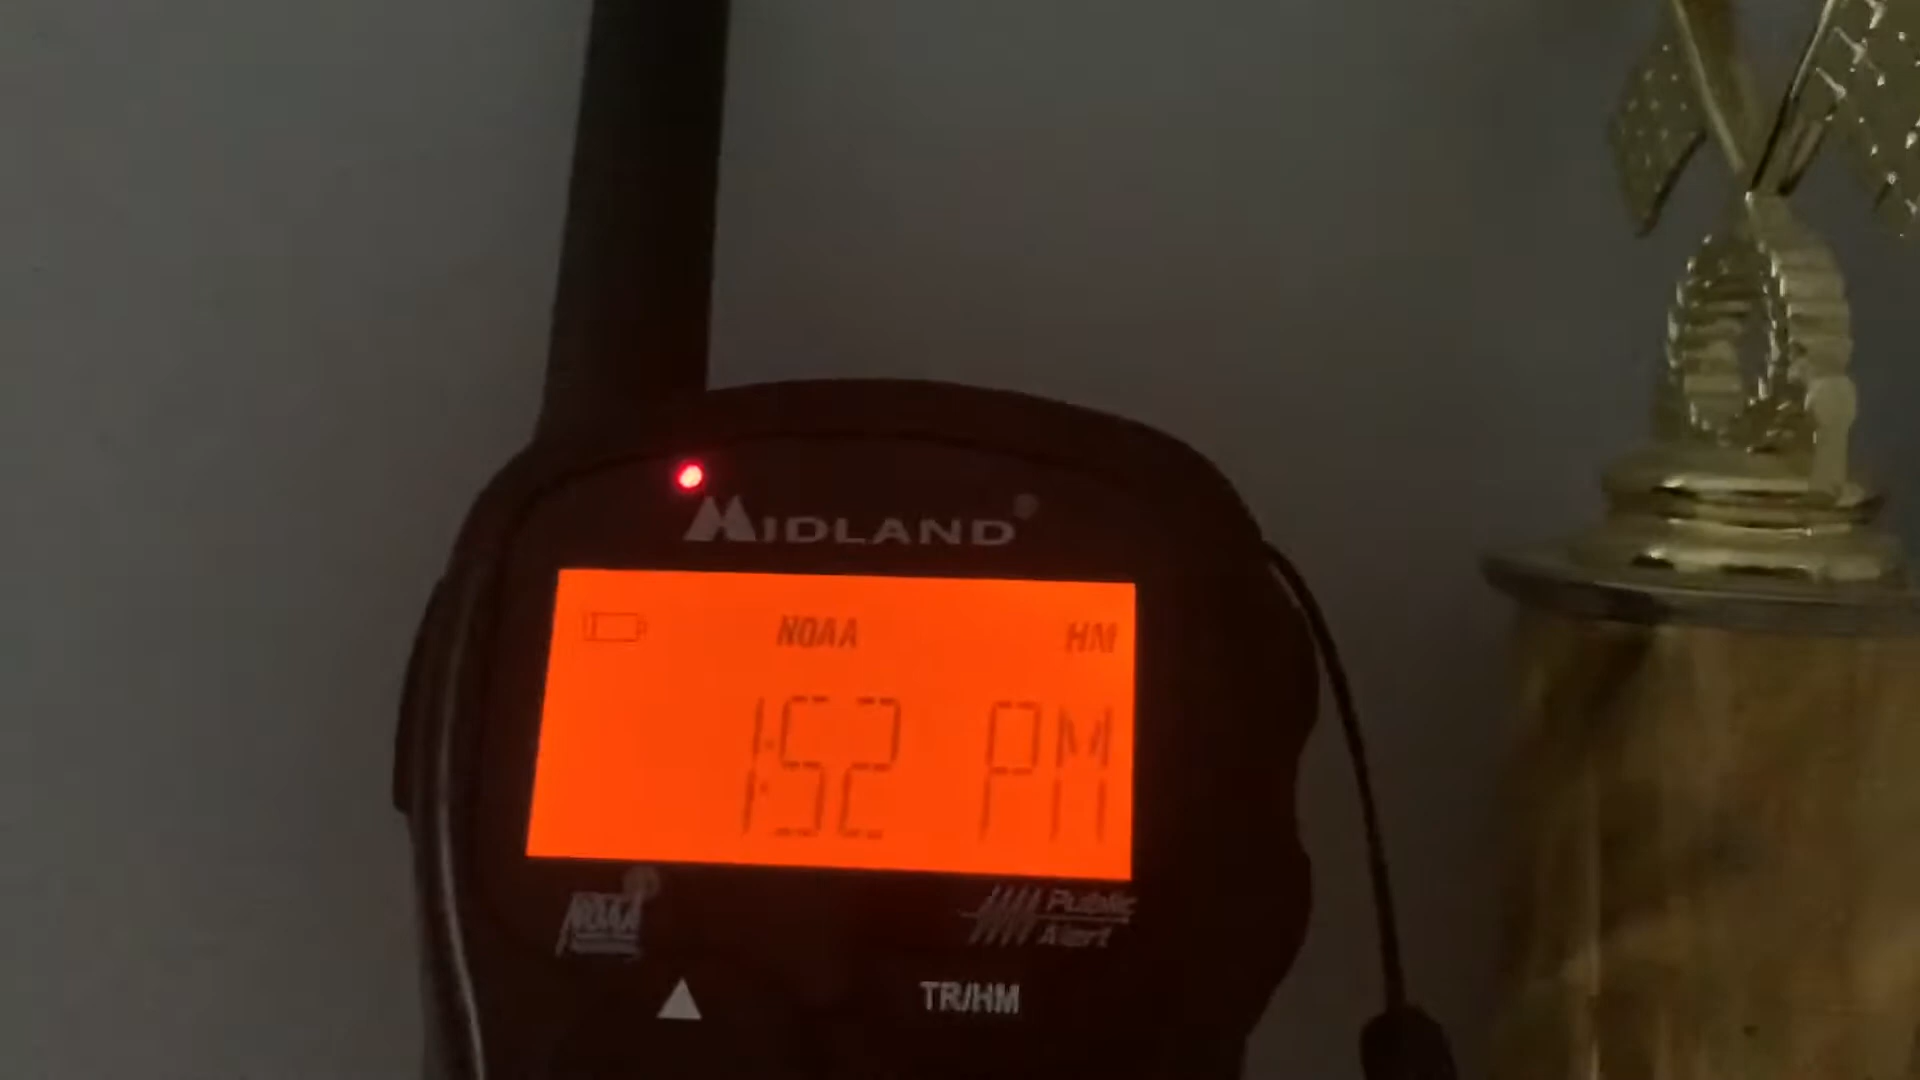 MIDLAND
NOAA HM
1:52 PM
NOAA
Public
Alert
TR/HM